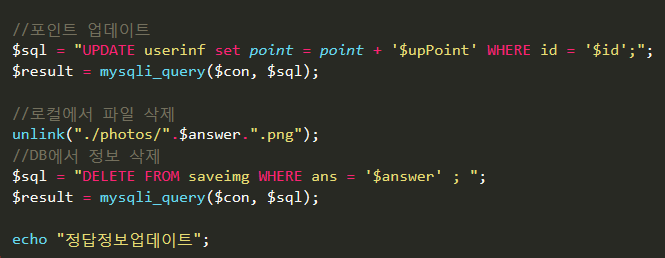 //포인트 업데이트
$sql = "UPDATE userinf set point = point + '$upPoint' WHERE id = '$id';";
$result = mysqli_query($con, $sql);
//로컬에서 파일 삭제
unlink("./photos/".$answer.".png");
//DB에서 정보 삭제
$sql = "DELETE FROM saveimg WHERE ans = '$answer' ; ";
$result = mysqli_query($con, $sql);
echo "정답정보업데이트";